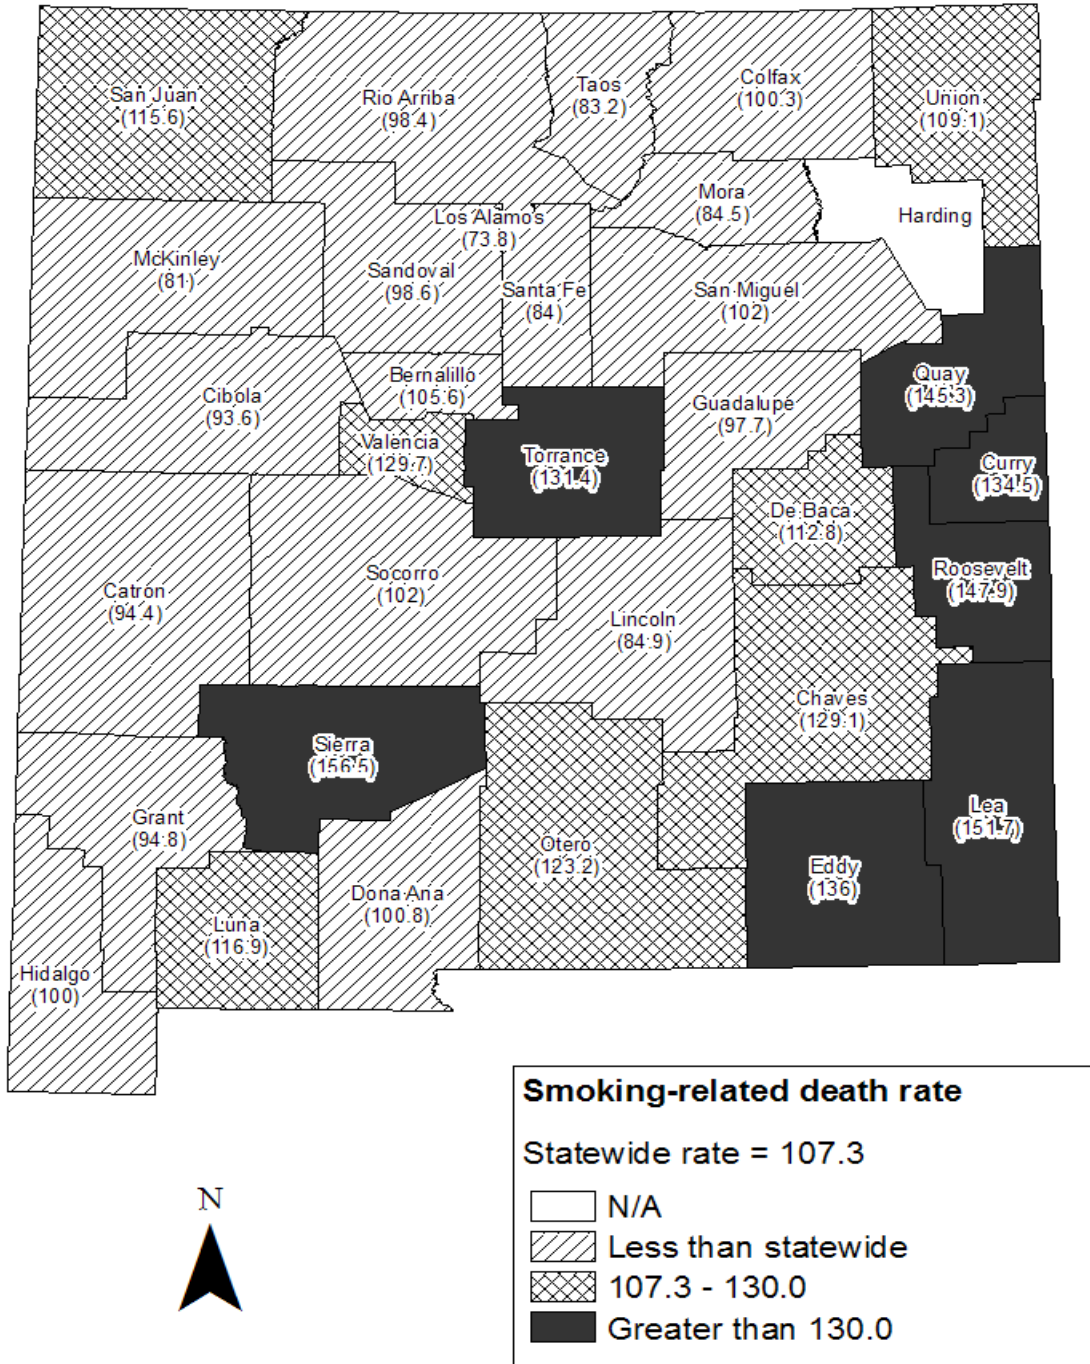 San Juan
(115.6)
Rio Arriba
(98.4)
Taos
(83.2)
Colfax
(100.3)
Union
(109.1)
Mora
(84.5)
Harding
Los Alamos
(73.8)
McKinley
(81)
Sandoval
(98.6)
Santa Fe
(84)
San Miguel
(102)
Quay
(145.3)
Bernalillo
(105.6)
Cibola
(93.6)
Guadalupe
(97.7)
Valencia
(129.7)
Torrance
(131.4)
Curry
(134.5)
De Baca
(112.8)
Roosevelt
(147.9)
Socorro
(102)
Catron
(94.4)
Lincoln
(84.9)
Chaves
(129.1)
Sierra
(156.5)
Lea
(151.7)
Grant
(94.8)
Otero
(123.2)
Eddy
(136)
Dona Ana
(100.8)
Luna
(116.9)
Hidalgo
(100)
Smoking-related death rate
Statewide rate = 107.3
N/A
Less than statewide
107.3 - 130.0
Greater than 130.0
N